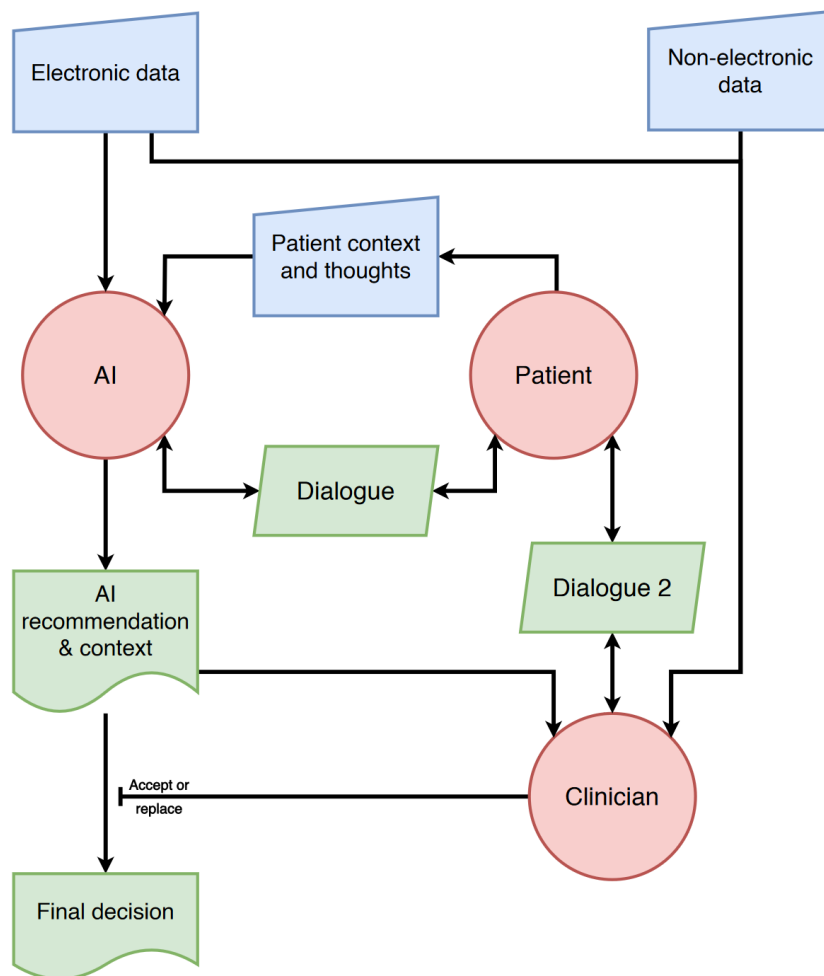 Electronic data
Non-electronic
data
Patient context
and thoughts
AI
Patient
Dialogue
AI
recommendation
& context
Dialogue 2
Accept or
replace
Clinician
Final decision